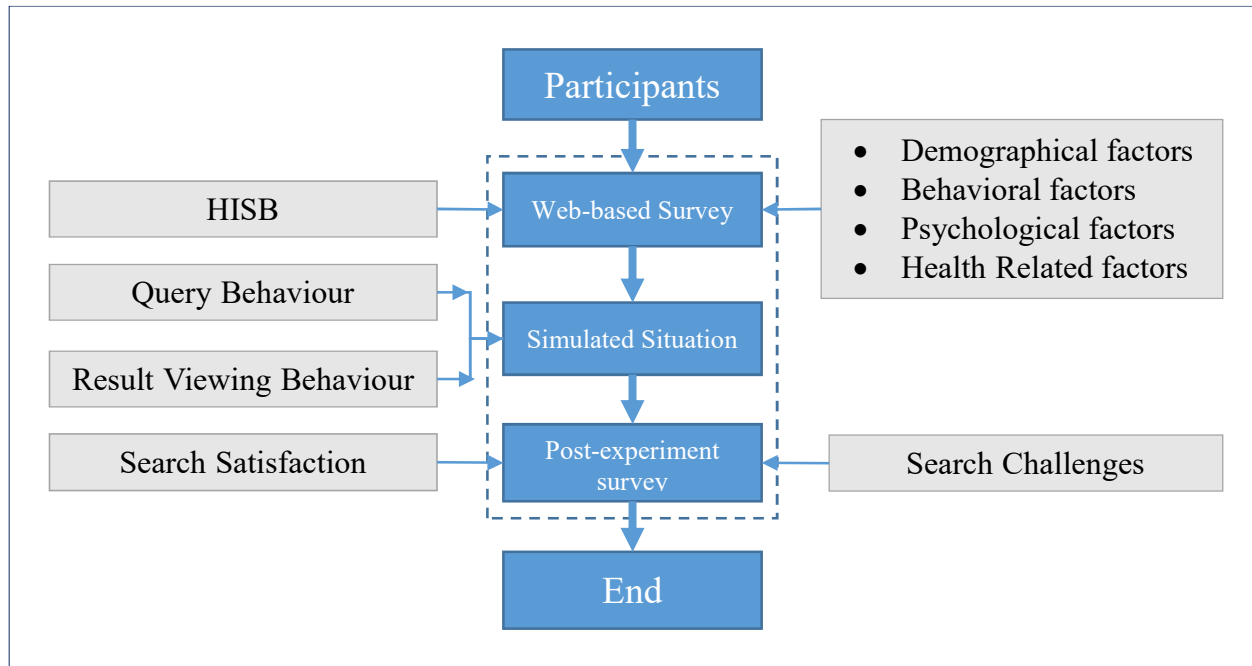 Participants
HISB
Web-based Survey
• Demographical factors
• Behavioral factors
• Psychological factors
• Health Related factors
Query Behaviour
Result Viewing Behaviour
Simulated Situation
Search Satisfaction
Post-experiment
survey
Search Challenges
End